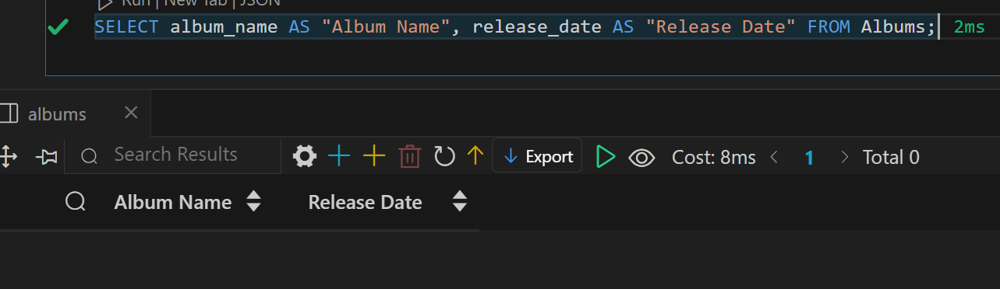 Run | New Tab | JSON
SELECT album_name AS "Album Name", release_date AS "Release Date" FROM Albums; 2ms
albums
Search Results Export Cost: 8ms 1 Total 0
Album Name Release Date